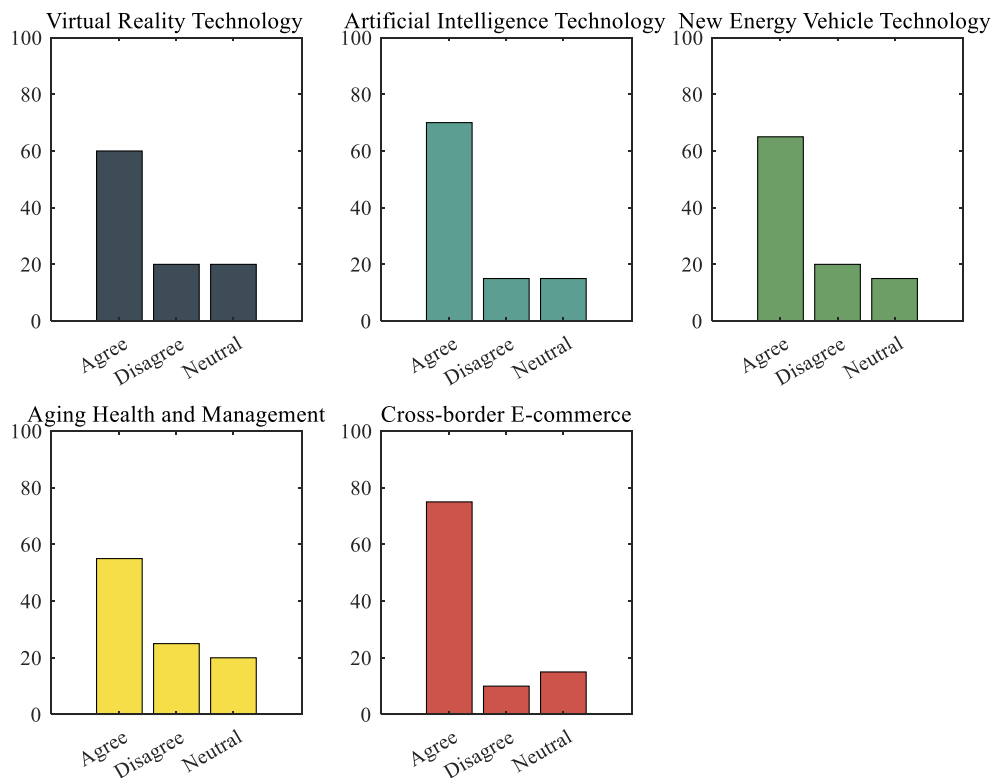 Virtual Reality Technology
100
80
60
40
20
0
Agree
Disagree
Neutral
Artificial Intelligence Technology
100
80
60
40
20
0
Agree
Disagree
Neutral
New Energy Vehicle Technology
100
80
60
40
20
0
Agree
Disagree
Neutral
Aging Health and Management
100
80
60
40
20
0
Agree
Disagree
Neutral
Cross-border E-commerce
100
80
60
40
20
0
Agree
Disagree
Neutral